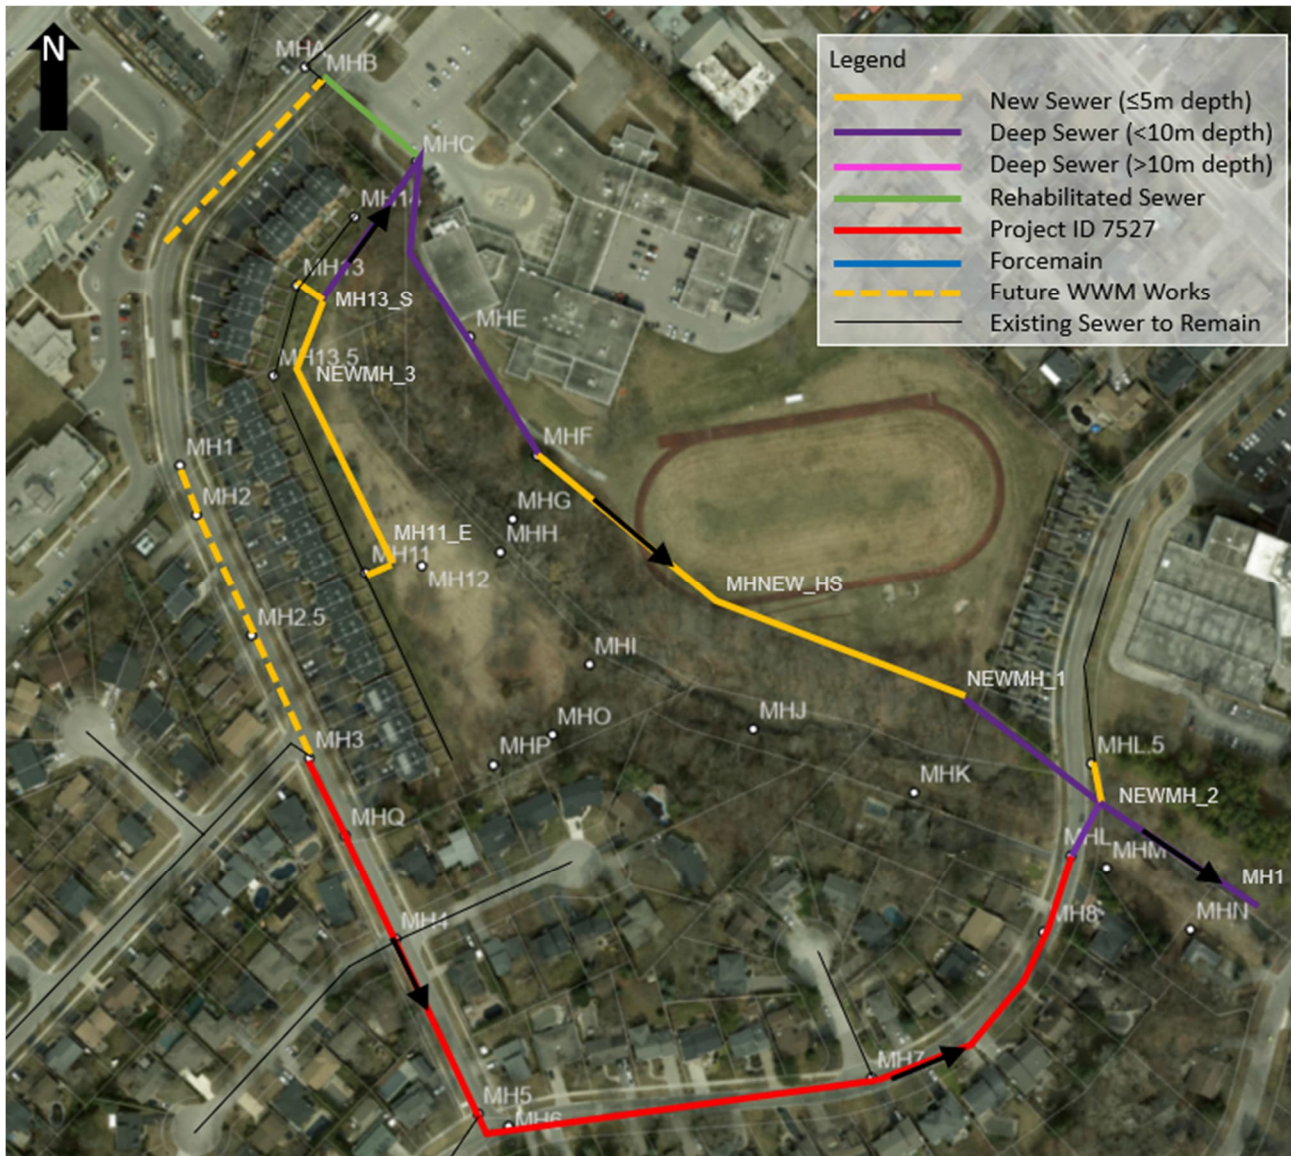 N
MHA
MHB
Legend
New Sewer (≤5m depth)
Deep Sewer (<10m depth)
Deep Sewer (>10m depth)
Rehabilitated Sewer
Project ID 7527
Forcemain
Future WWM Works
Existing Sewer to Remain
MHC
MH14
MH13
MH13_S
MHE
MH13.5
NEWMH_3
MHF
MH1
MH2
MHG
MHH
MH11_E
MH11
MH12
MHNEW_HS
MH2.5
MHI
NEWMH_1
MHJ
MHO
MH3
MHP
MHL.5
MHK
NEWMH_2
MHQ
MHL
MHM
MH1
MHN
MH4
MH8
MH7
MH5
MH6